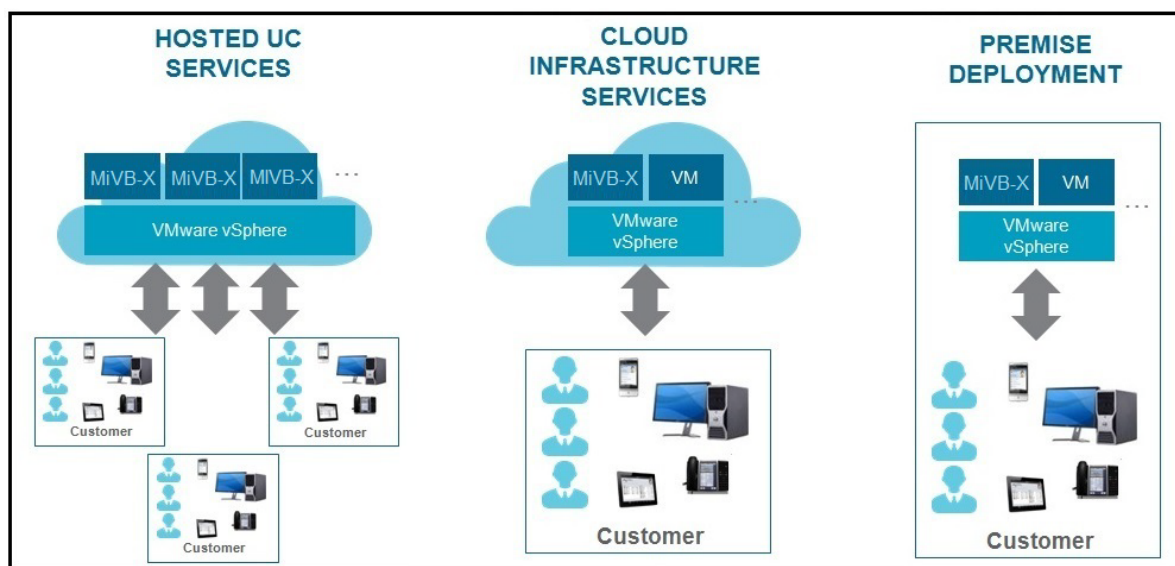 HOSTED UC
SERVICES
MiVB-X
MiVB-X
MIVB-X
...
VMware vSphere
Customer
Customer
Customer
CLOUD
INFRASTRUCTURE
SERVICES
MiVB-X
VM
...
VMware
vSphere
Customer
PREMISE
DEPLOYMENT
MiVB-X
VM
...
VMware
vSphere
Customer